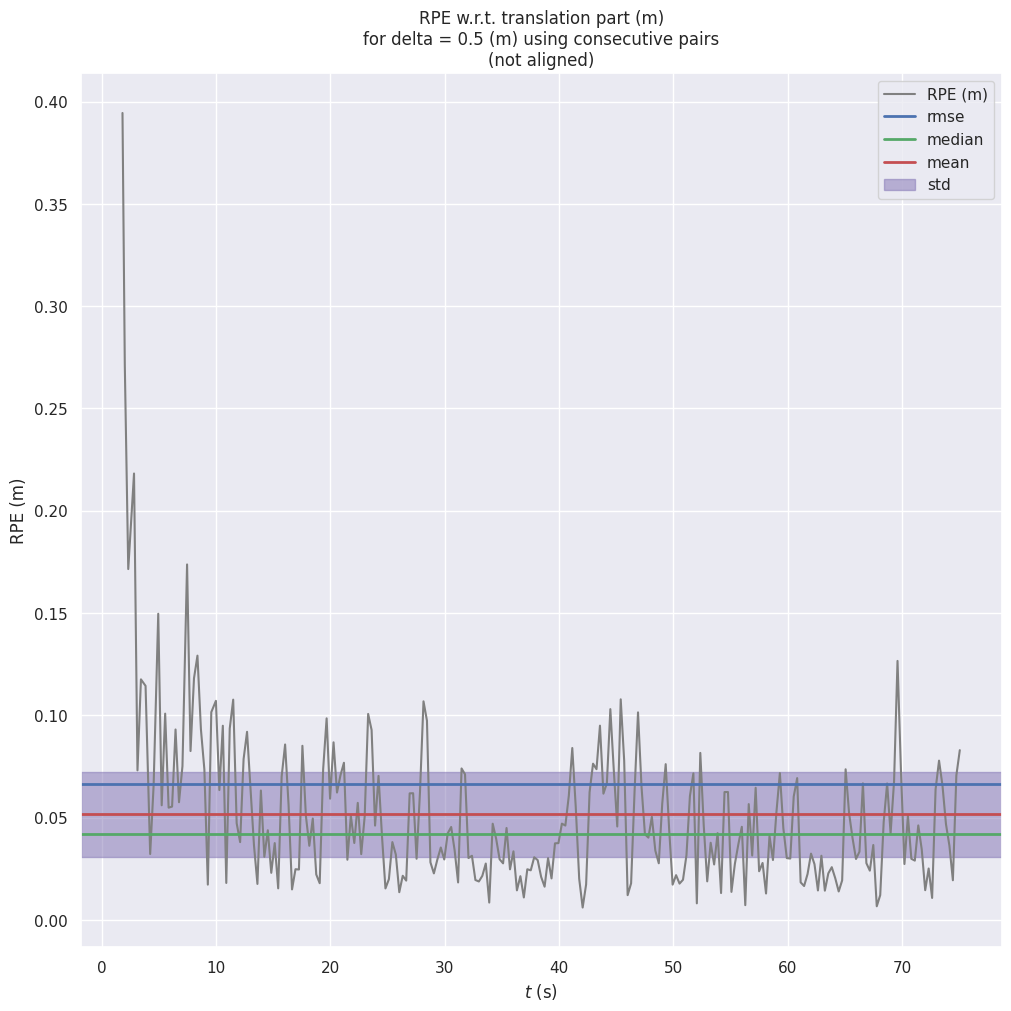 RPE w.r.t. translation part (m)
for delta = 0.5 (m) using consecutive pairs
(not aligned)
RPE (m)
rmse
median
mean
std
0.40
0.35
0.30
0.25
0.20
0.15
0.10
0.05
0.00
RPE (m)
0 10 20 30 40 50 60 70
t (s)